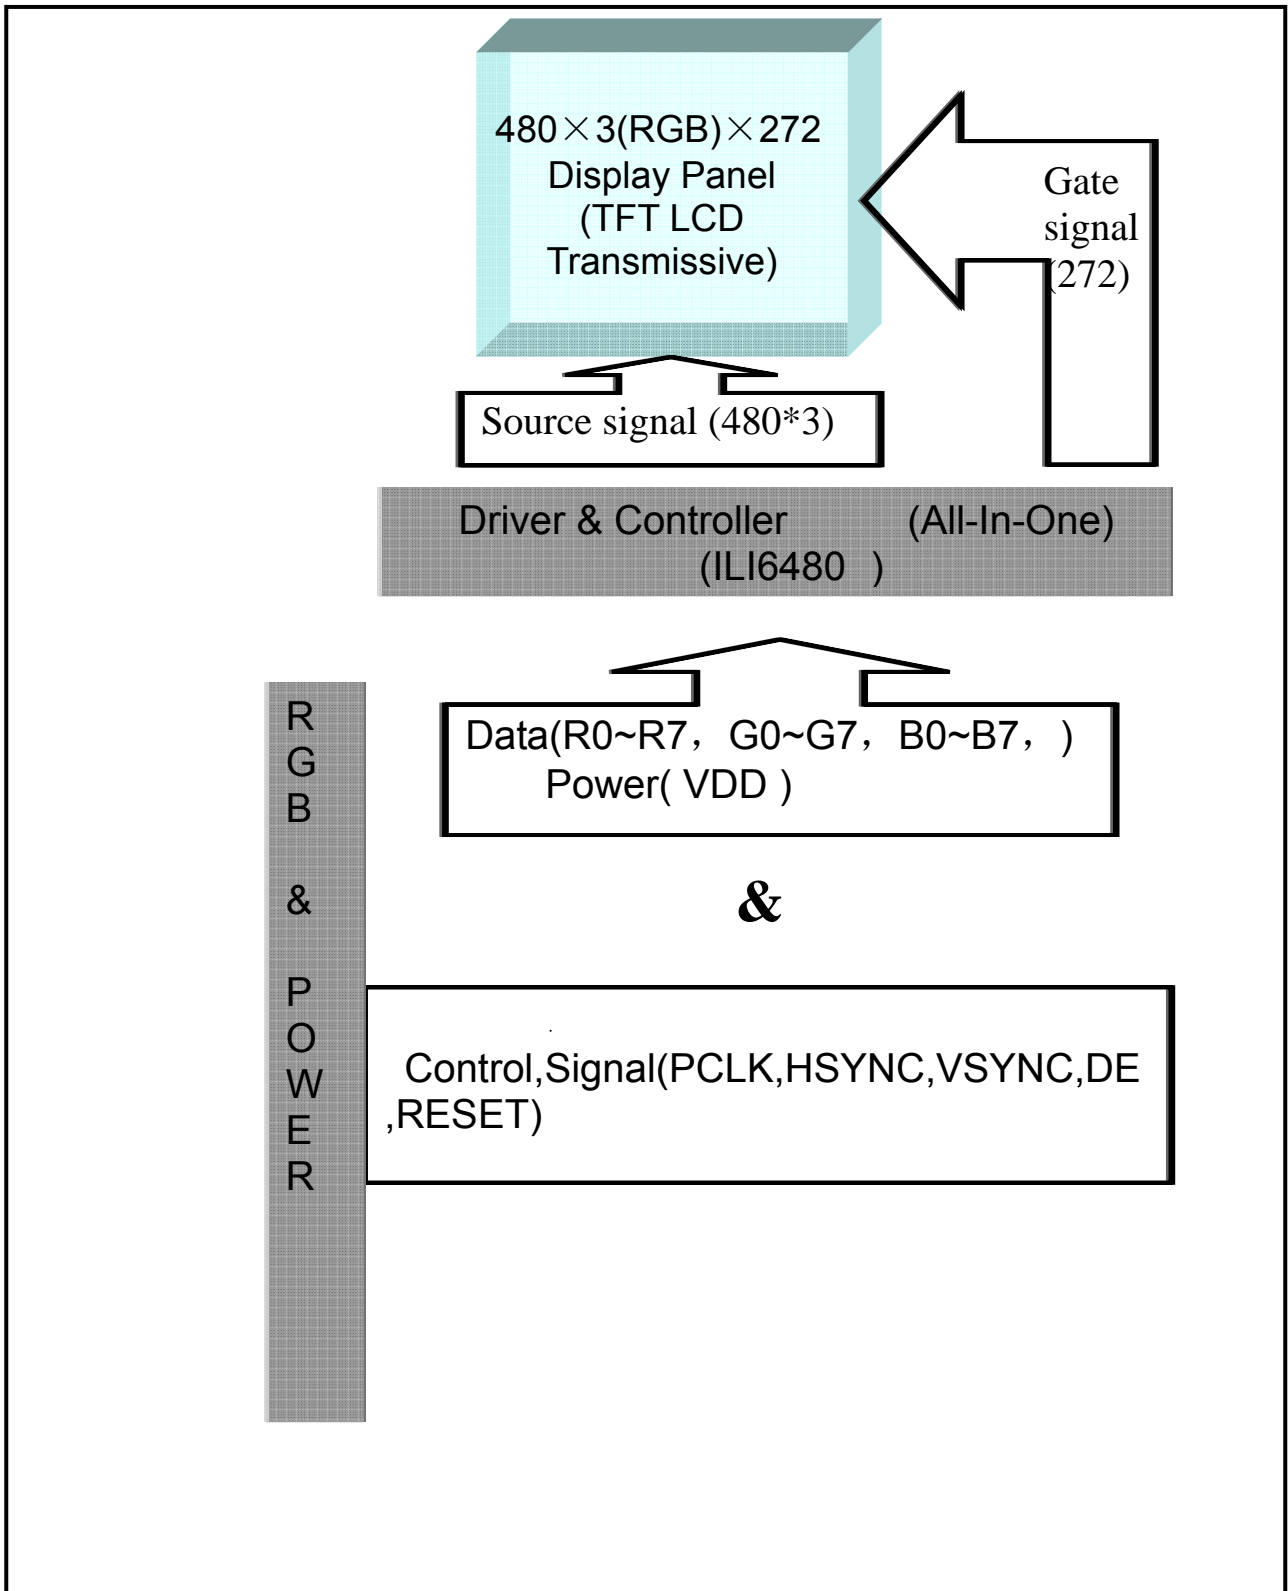 480×3(RGB)×272
Display Panel
(TFT LCD
Transmissive)
Gate
signal
(272)
Source signal (480*3)
Driver & Controller (All-In-One)
(ILI6480 )
R
G
B
&
P
O
W
E
R
Data(R0~R7，G0~G7，B0~B7，)
Power( VDD )
&
Control,Signal(PCLK,HSYNC,VSYNC,DE
,RESET)